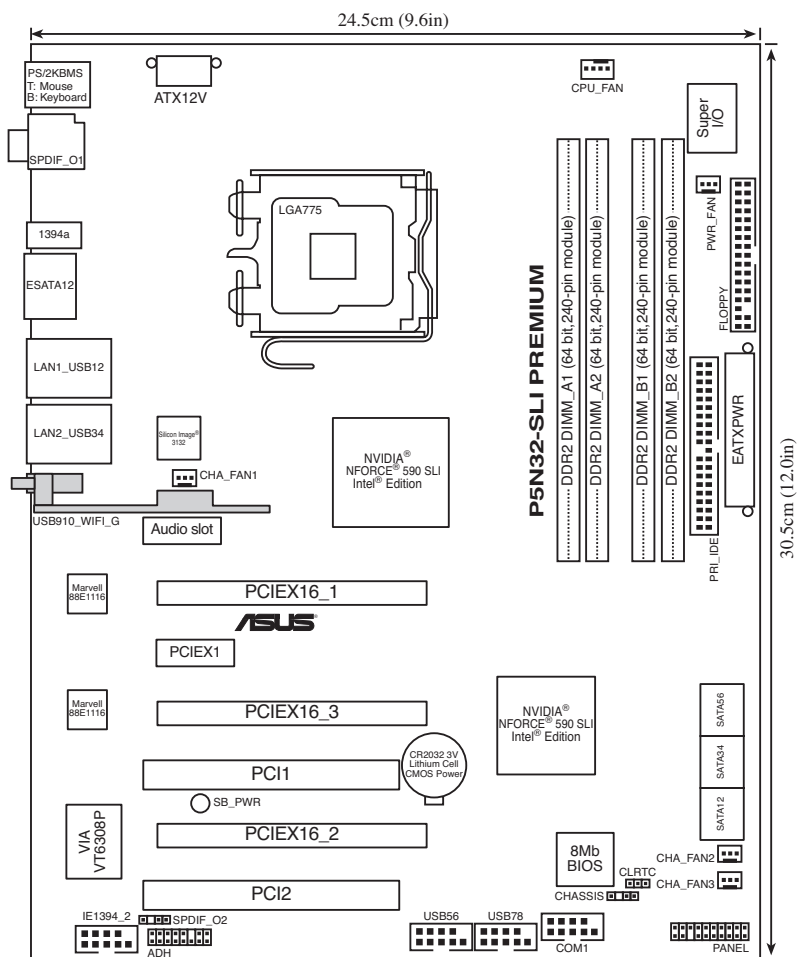 24.5cm (9.6in)
PS/2KBMS
T: Mouse
B: Keyboard
ATX12V
CPU_FAN
Super
I/O
SPDIF_O1
LGA775
PWR_FAN
1394a
ESATA12
FLOPPY
LAN1_USB12
LAN2_USB34
P5N32-SLI PREMIUM
DDR2 DIMM_A1 (64 bit,240-pin module)
DDR2 DIMM_A2 (64 bit,240-pin module)
DDR2 DIMM_B1 (64 bit,240-pin module)
DDR2 DIMM_B2 (64 bit,240-pin module)
EATXPWR
30.5cm (12.0in)
Silicon Image®
3132
CHA_FAN1
NVIDIA®
NFORCE® 590 SLI
Intel® Edition
USB910_WIFI_G
Audio slot
PRI_IDE
Marvell
88E1116
PCIEX16_1
ASUS
PCIEX1
Marvell
88E1116
PCIEX16_3
NVIDIA®
NFORCE® 590 SLI
Intel® Edition
SATA56
SATA34
SATA12
CR2032 3V
Lithium Cell
CMOS Power
PCI1
SB_PWR
VIA
VT6308P
PCIEX16_2
8Mb
BIOS
CHA_FAN2
CLRTC
CHA_FAN3
CHASSIS
PCI2
IE1394_2
SPDIF_O2
ADH
USB56
USB78
COM1
PANEL